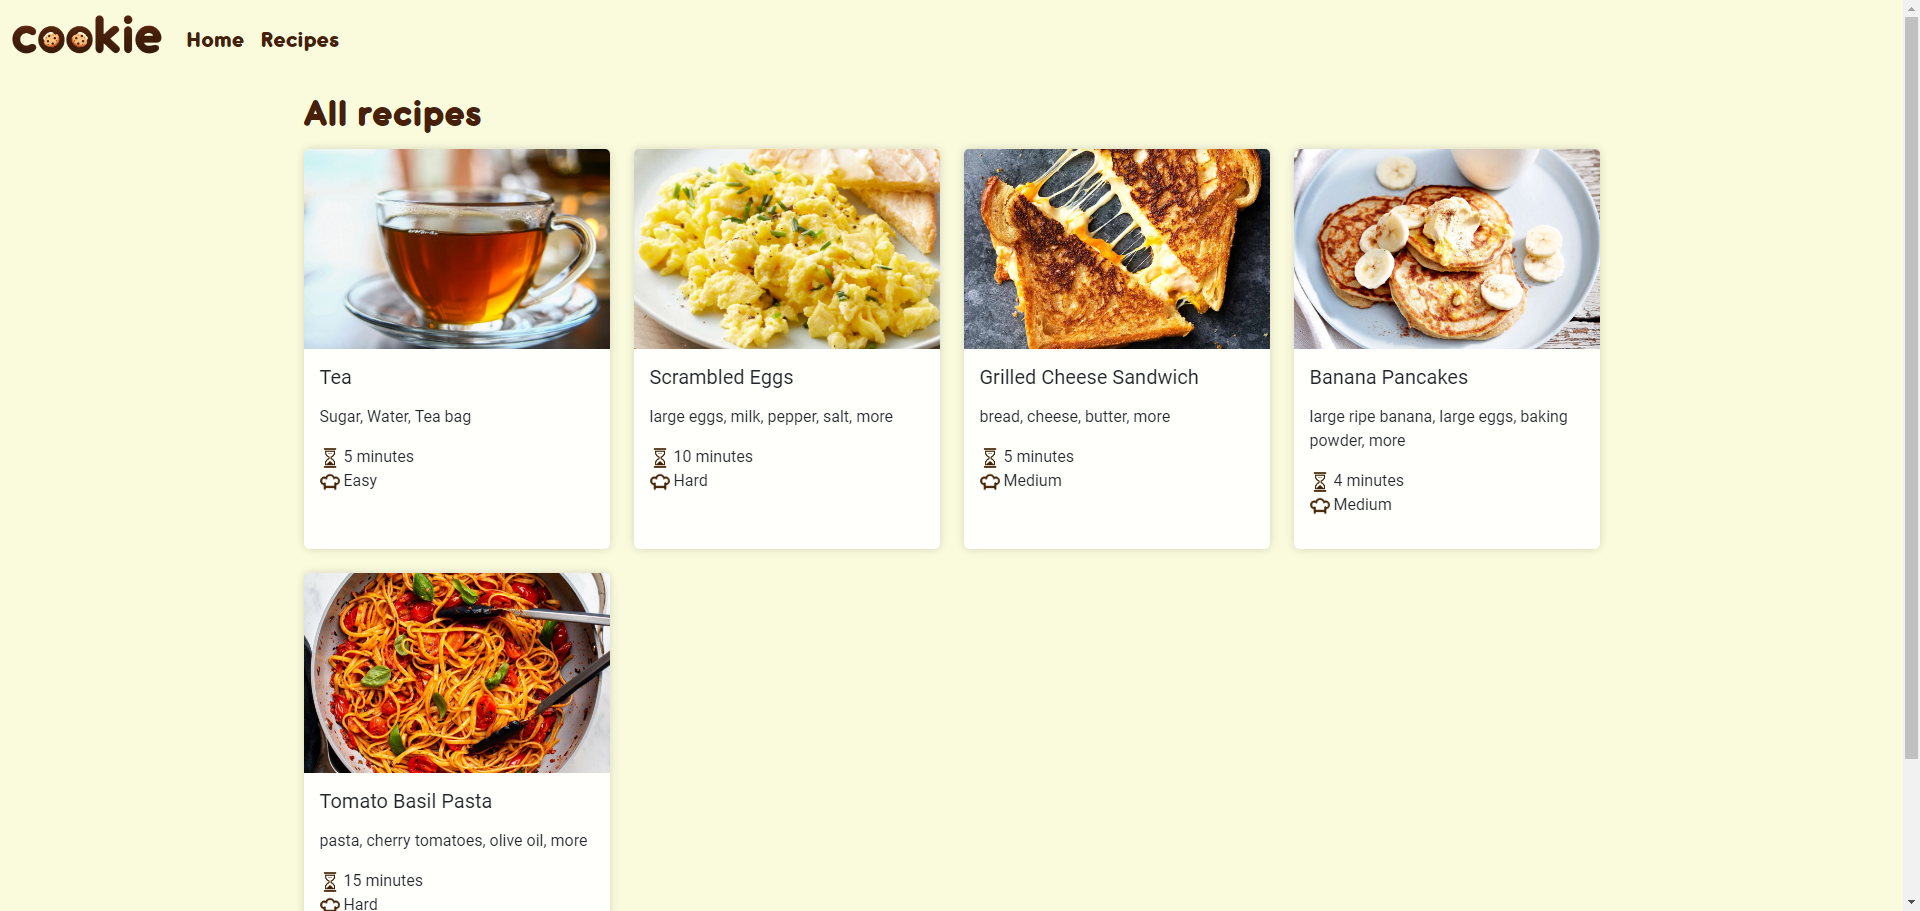 cookie Home Recipes
All recipes
Tea
Sugar, Water, Tea bag
5 minutes
Easy
Scrambled Eggs
large eggs, milk, pepper, salt, more
10 minutes
Hard
Grilled Cheese Sandwich
bread, cheese, butter, more
5 minutes
Medium
Banana Pancakes
large ripe banana, large eggs, baking
powder, more
4 minutes
Medium
Tomato Basil Pasta
pasta, cherry tomatoes, olive oil, more
15 minutes
Hard